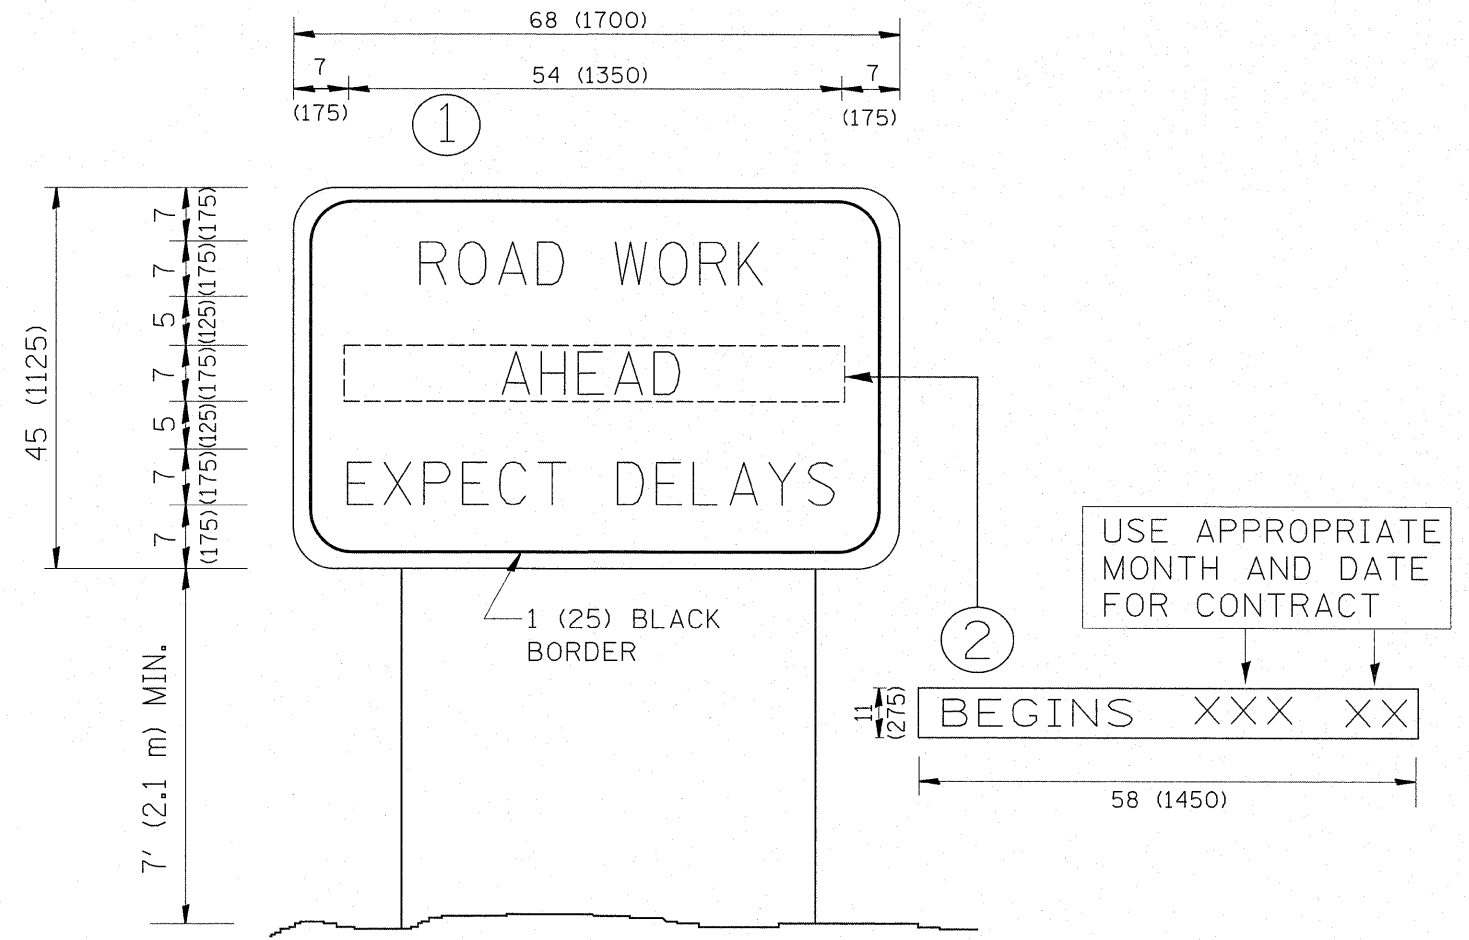 68 (1700)
7
54 (1350)
7
(175)
(175)
1
45 (1125)
7
(175)
7
(175)
5
(125)
7
(175)
5
(125)
7
(175)
7
(175)
ROAD WORK
AHEAD
EXPECT DELAYS
1 (25) BLACK
BORDER
7' (2.1 m) MIN.
USE APPROPRIATE
MONTH AND DATE
FOR CONTRACT
2
11
(275)
BEGINS XXX XX
58 (1450)